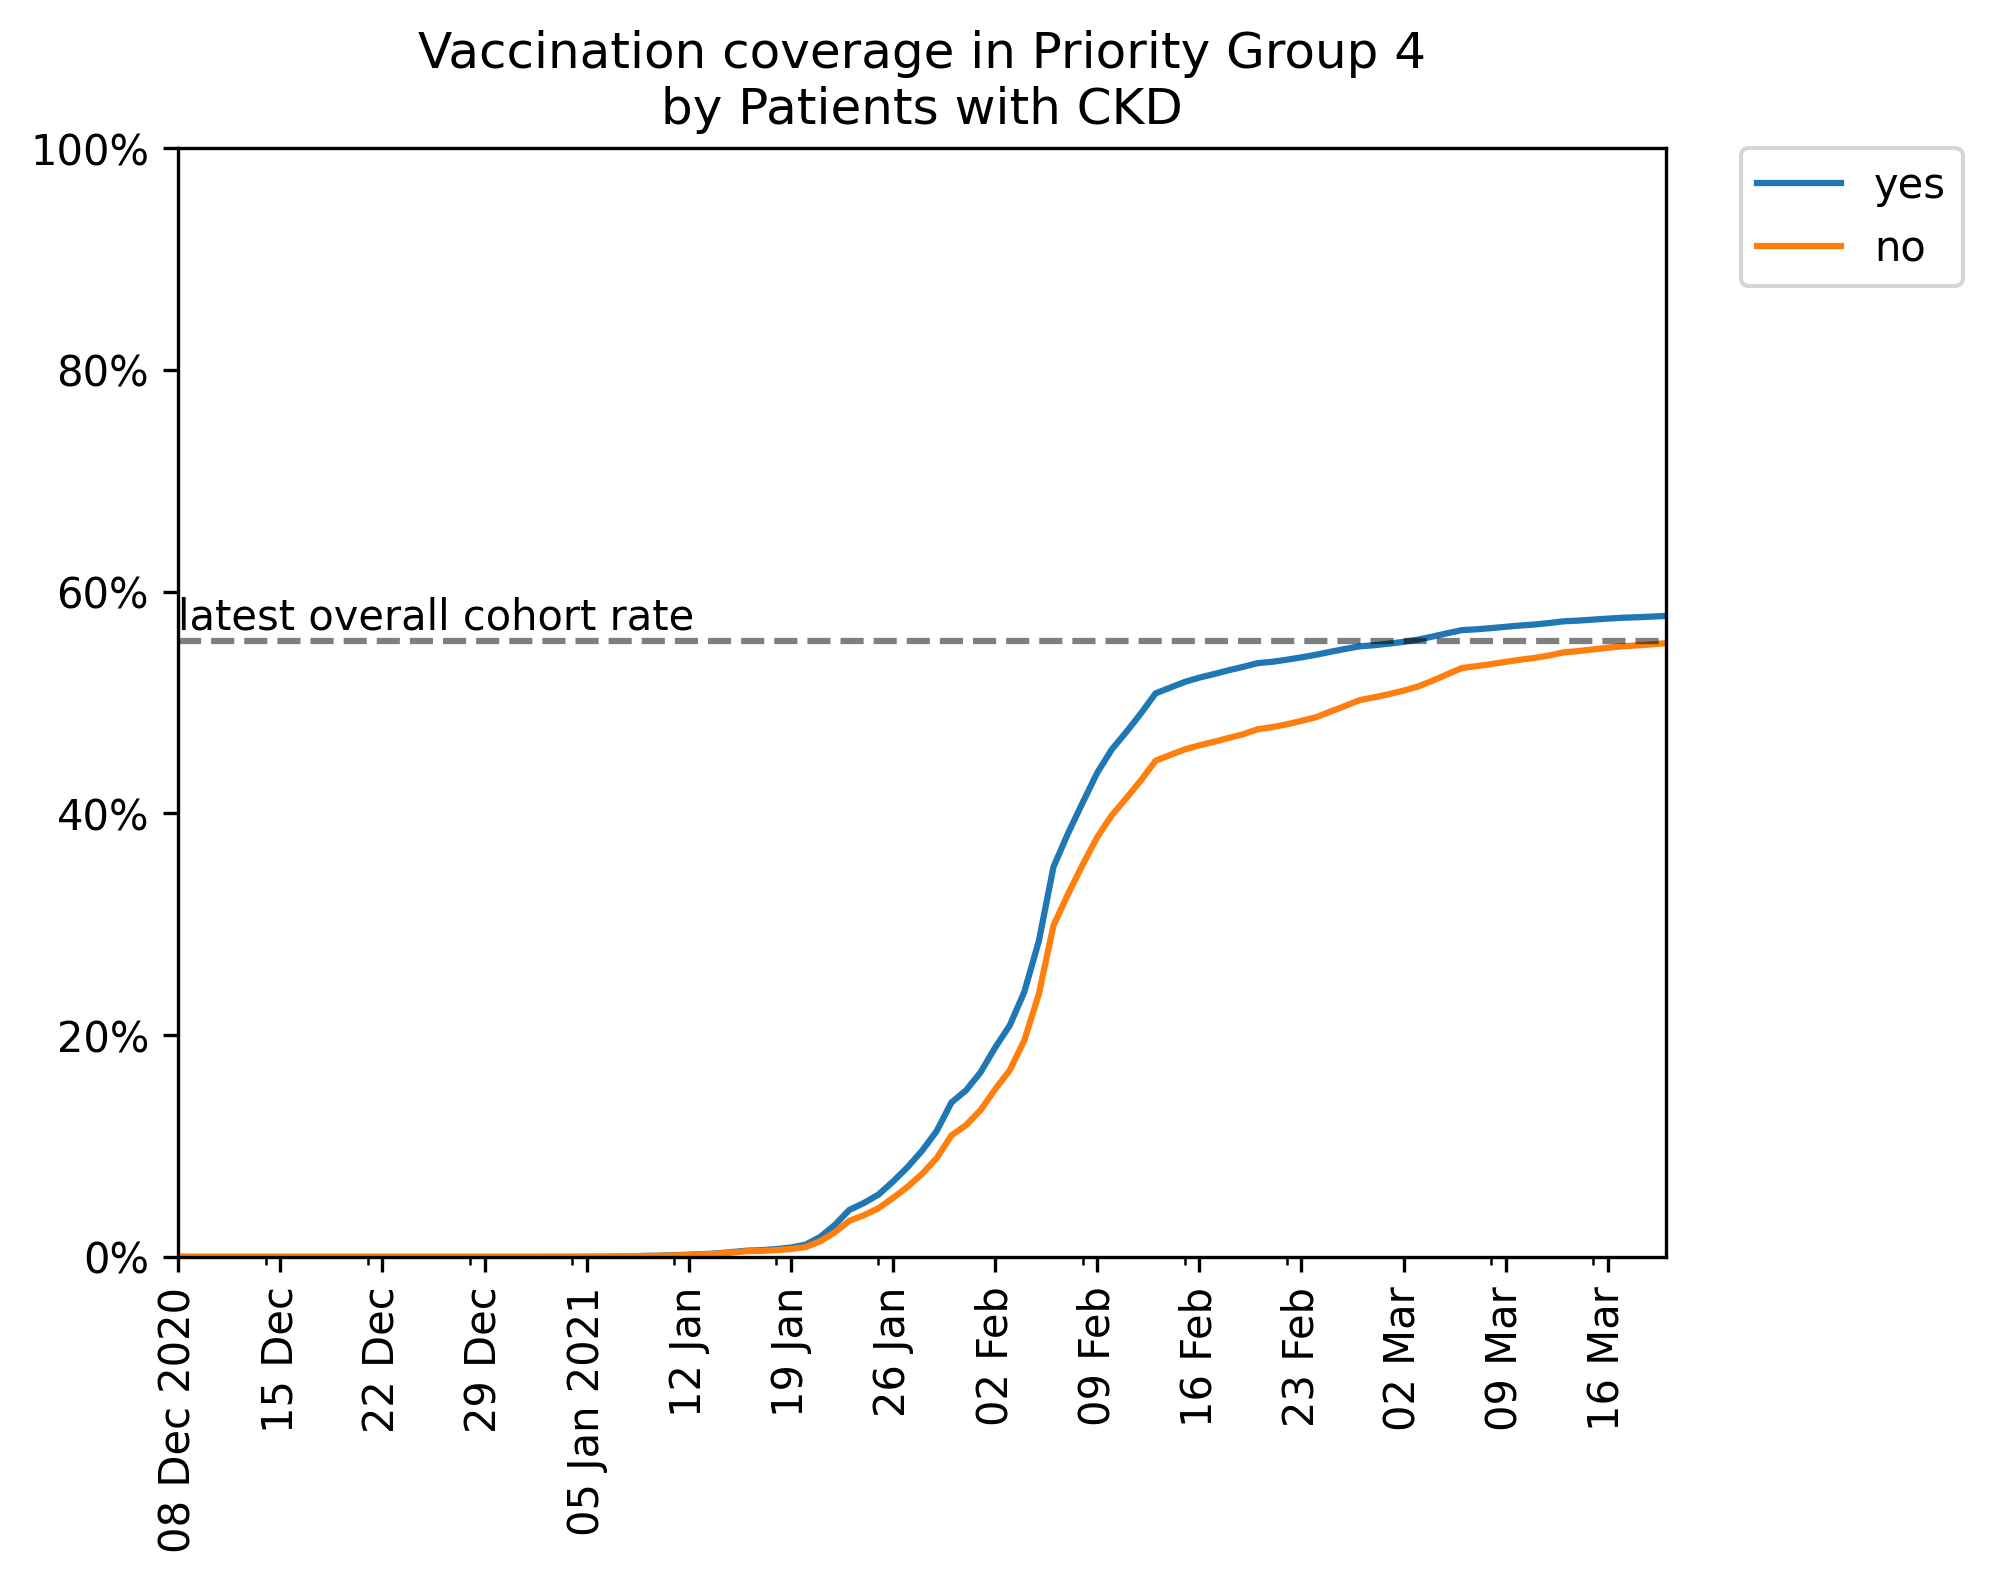 Vaccination coverage in Priority Group 4
by Patients with CKD
100%
80%
60%
40%
20%
0%
latest overall cohort rate
yes
no
08 Dec 2020
15 Dec
22 Dec
29 Dec
05 Jan 2021
12 Jan
19 Jan
26 Jan
02 Feb
09 Feb
16 Feb
23 Feb
02 Mar
09 Mar
16 Mar